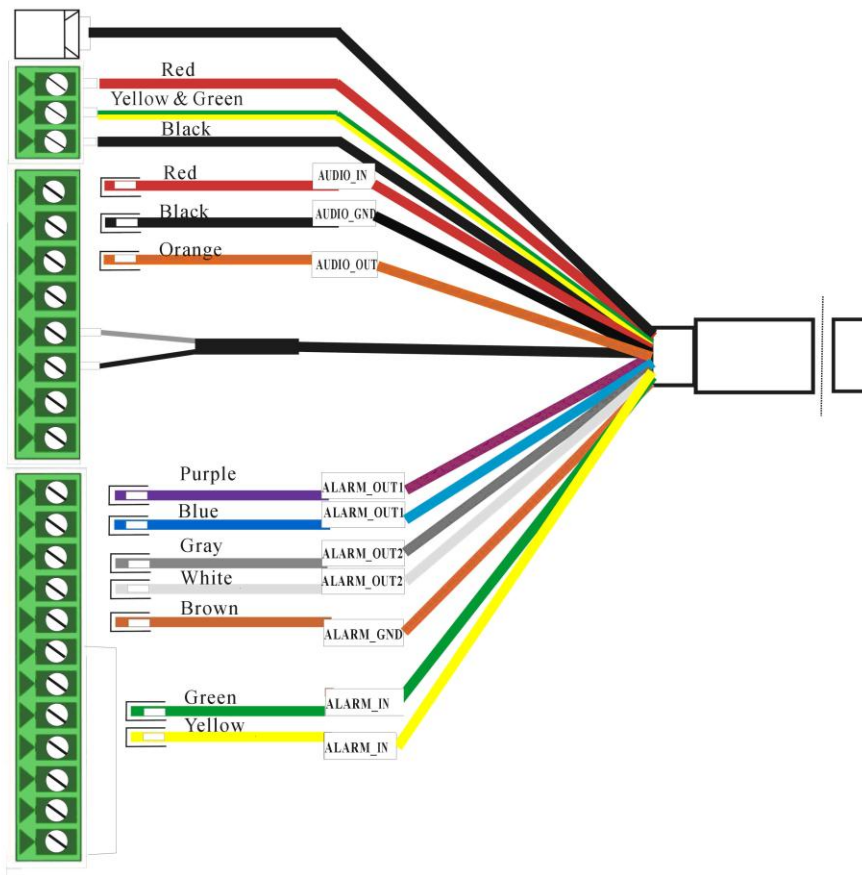 Red
Yellow & Green
Black
Red
AUDIO_IN
Black
AUDIO_GND
Orange
AUDIO_OUT
Purple
ALARM_OUT1
Blue
ALARM_OUT1
Gray
ALARM_OUT2
White
ALARM_OUT2
Brown
ALARM_GND
Green
ALARM_IN
Yellow
ALARM_IN